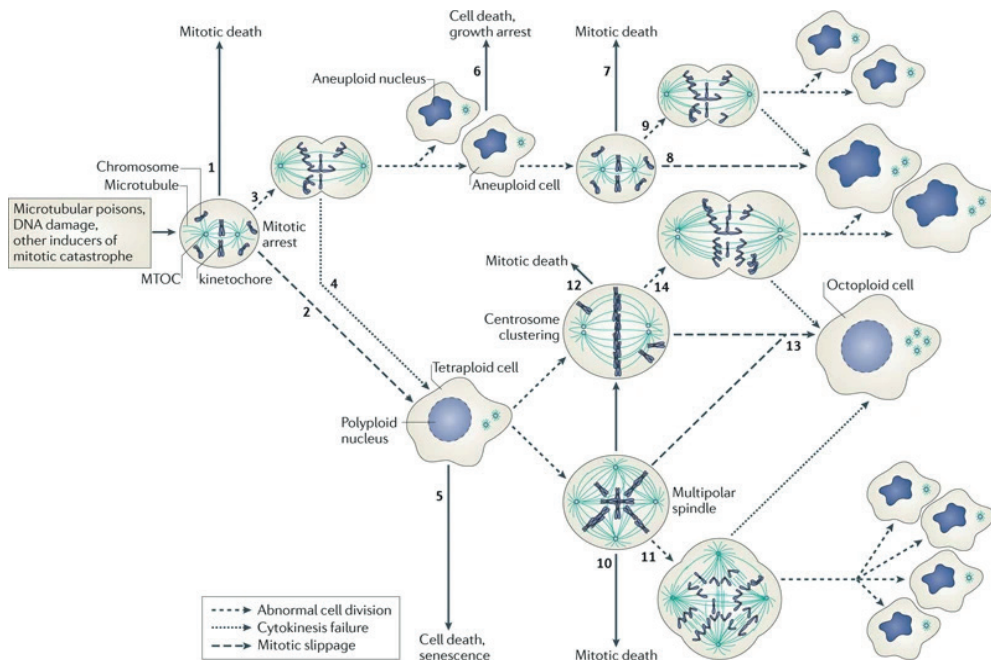 Mitotic death
Cell death,
growth arrest
Mitotic death
Aneuploid nucleus
6
7
9
8
Chromosome
Microtubule
1
3
Aneuploid cell
Microtubular poisons,
DNA damage,
other inducers of
mitotic catastrophe
Mitotic
arrest
MTOC
kinetochore
4
2
Mitotic death
12
14
Octoploid cell
Centrosome
clustering
13
Tetraploid cell
Polyploid
nucleus
5
Multipolar
spindle
11
10
Abnormal cell division
Cytokinesis failure
Mitotic slippage
Cell death,
senescence
Mitotic death